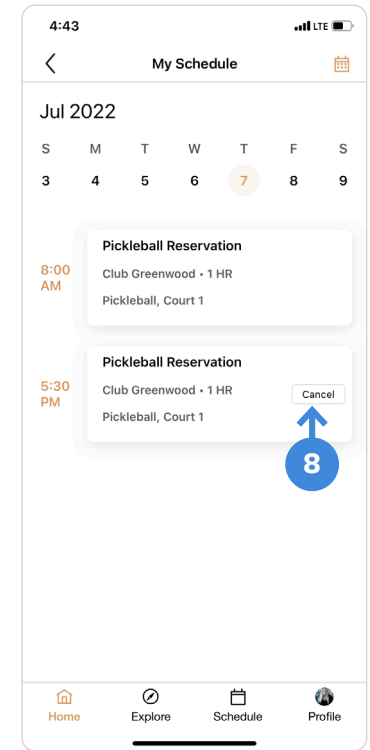 4:43 LTE
My Schedule
Jul 2022
S M T W T F S
3 4 5 6 7 8 9
8:00 AM
Pickleball Reservation
Club Greenwood • 1 HR
Pickleball, Court 1
5:30 PM
Pickleball Reservation
Club Greenwood • 1 HR
Cancel
Pickleball, Court 1
8
Home Explore Schedule Profile